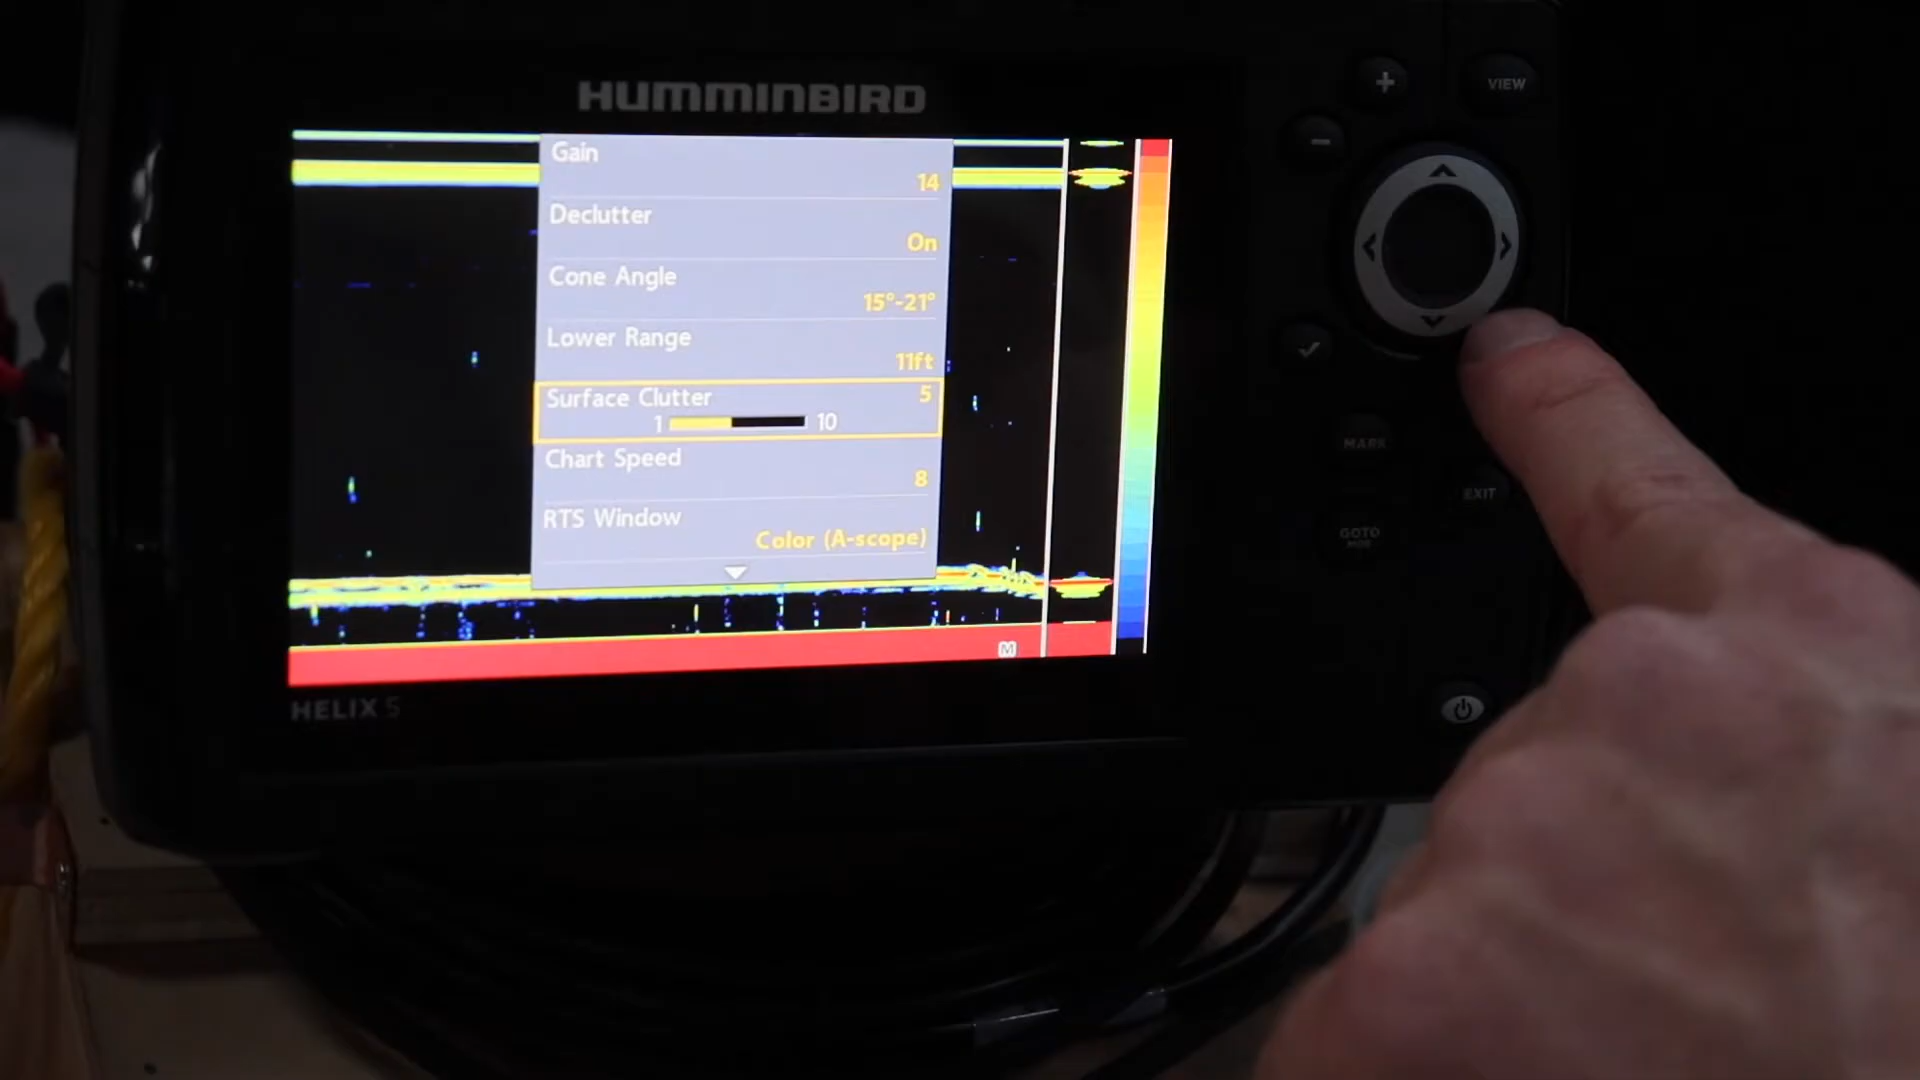 HUMMINBIRD
VIEW
Gain
14
Declutter
On
Cone Angle
15°-21°
Lower Range
11ft
Surface Clutter 5
1 10
Chart Speed
8
RTS Window
Color (A-scope)
M
MARK
EXIT
GOTO
MOB
HELIX 5